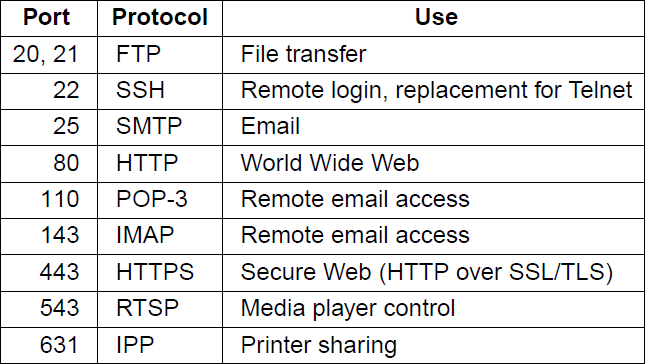 Port Protocol Use
20, 21 FTP File transfer
22 SSH Remote login, replacement for Telnet
25 SMTP Email
80 HTTP World Wide Web
110 POP-3 Remote email access
143 IMAP Remote email access
443 HTTPS Secure Web (HTTP over SSL/TLS)
543 RTSP Media player control
631 IPP Printer sharing